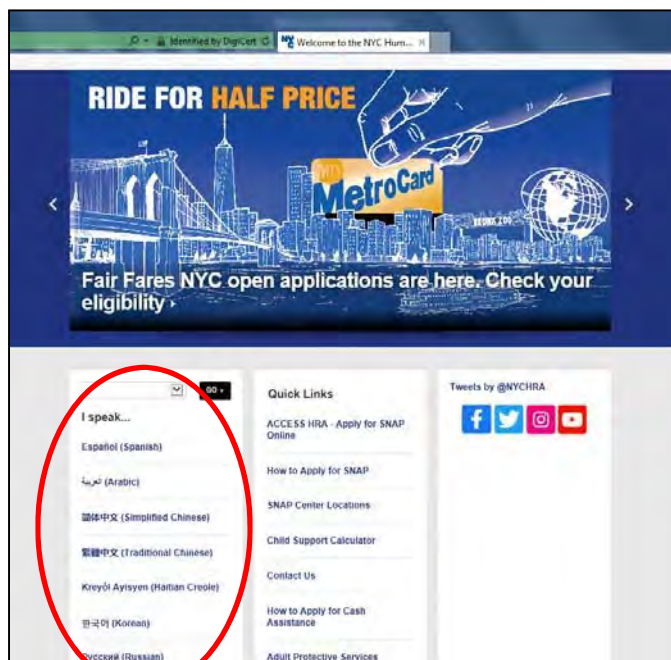 Identified by DigiCert
Welcome to the NYC Hum...
RIDE FOR HALF PRICE
MetroCard
BRONX ZOO
Fair Fares NYC open applications are here. Check your
eligibility ›
GO ›
I speak...
Español (Spanish)
العربية (Arabic)
简体中文 (Simplified Chinese)
繁體中文 (Traditional Chinese)
Kreyòl Ayisyen (Haitian Creole)
한국어 (Korean)
Русский (Russian)
Quick Links
ACCESS HRA - Apply for SNAP
Online
How to Apply for SNAP
SNAP Center Locations
Child Support Calculator
Contact Us
How to Apply for Cash
Assistance
Adult Protective Services
Tweets by @NYCHRA